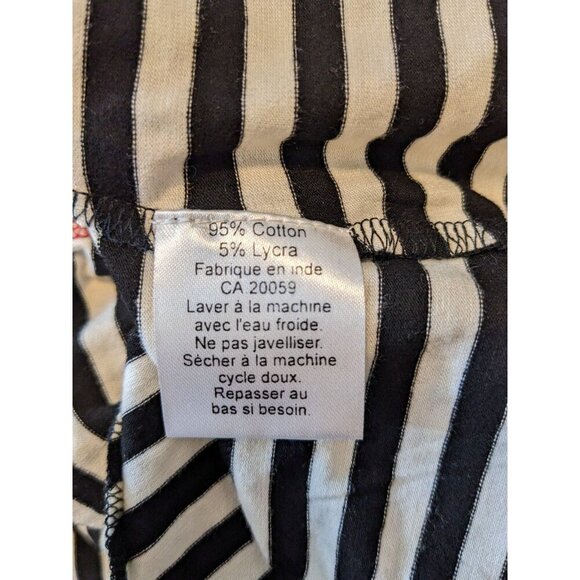 95% Cotton
5% Lycra
Fabrique en inde
CA 20059
Laver à la machine
avec l'eau froide.
Ne pas javelliser.
Sécher à la machine
cycle doux.
Repasser au
bas si besoin.